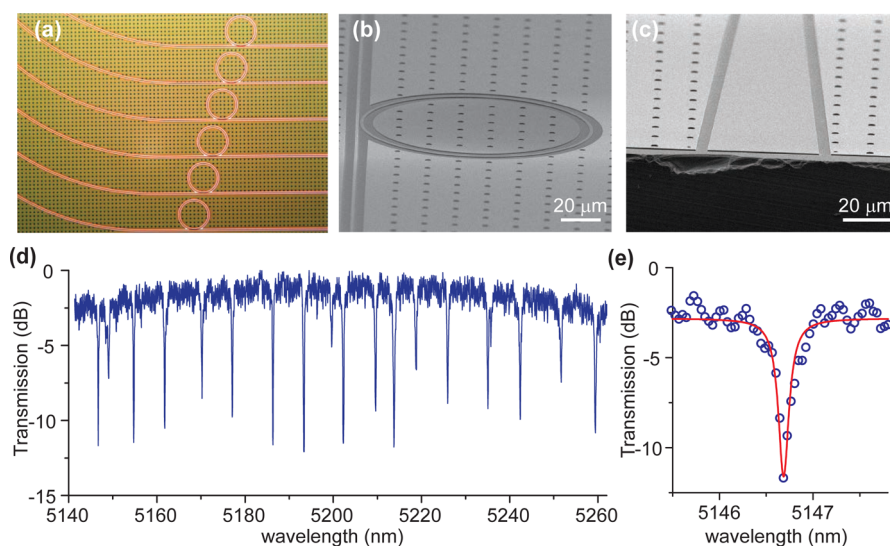 (a)
(b)
20 μm
(c)
20 μm
(d)
0
-5
-10
-15
Transmission (dB)
5140 5160 5180 5200 5220 5240 5260
wavelength (nm)
(e)
0
-5
-10
Transmission (dB)
5146 5147
wavelength (nm)